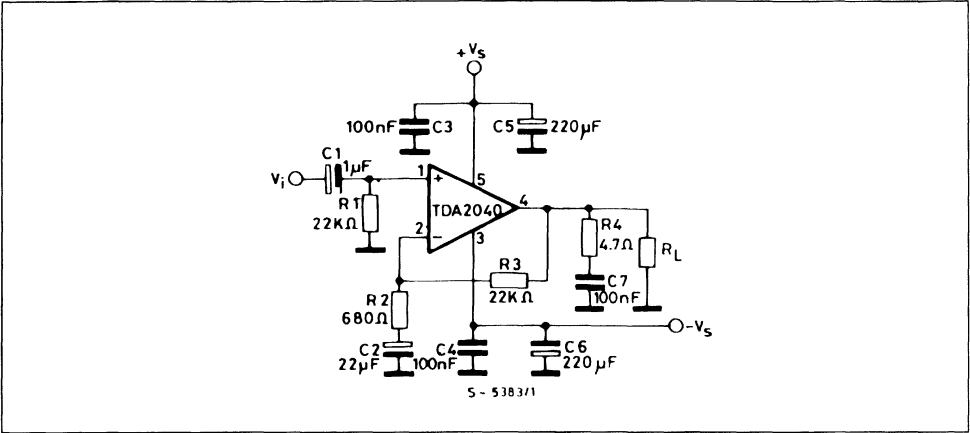 +Vs
100nF
C3
C5
220µF
C1
1µF
Vi
1
+
5
R1
22KΩ
TDA2040
4
2
−
3
R4
4.7Ω
RL
R3
22KΩ
C7
100nF
R2
680Ω
-Vs
C2
22µF
C4
100nF
C6
220µF
S - 5383/1